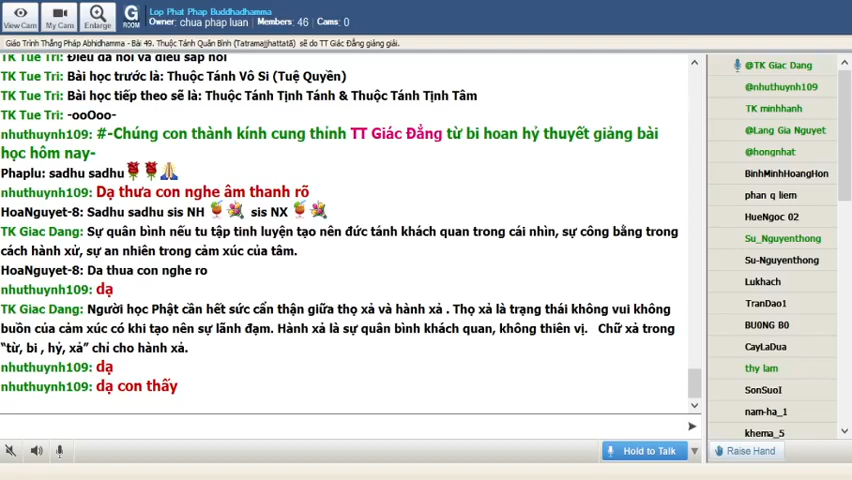 Lop Phat Phap Buddhadhamma
Owner: chua phap luan Members: 46 Cams: 0
View Cam
My Cam
Enlarge
G
ROOM
Giáo Trình Thắng Pháp Abhidhamma - Bài 49. Thuộc Tánh Quân Bình (Tatramajjhattatā) sẽ do TT Giác Đẳng giảng giải.
TK Tue Tri: Điều đã nói và điều sắp nói
TK Tue Tri: Bài học trước là: Thuộc Tánh Vô Si (Tuệ Quyền)
TK Tue Tri: Bài học tiếp theo sẽ là: Thuộc Tánh Tịnh Tánh & Thuộc Tánh Tịnh Tâm
TK Tue Tri: -ooOoo-
nhuthuynh109: #-Chúng con thành kính cung thỉnh TT Giác Đẳng từ bi hoan hỷ thuyết giảng bài
học hôm nay-
Phaplu: sadhu sadhu
nhuthuynh109: Dạ thưa con nghe âm thanh rõ
HoaNguyet-8: Sadhu sadhu sis NH sis NX
TK Giac Dang: Sự quân bình nếu tu tập tinh luyện tạo nên đức tánh khách quan trong cái nhìn, sự công bằng trong
cách hành xử, sự an nhiên trong cảm xúc của tâm.
HoaNguyet-8: Da thua con nghe ro
nhuthuynh109: dạ
TK Giac Dang: Người học Phật cần hết sức cẩn thận giữa thọ xả và hành xả . Thọ xả là trạng thái không vui không
buồn của cảm xúc có khi tạo nên sự lãnh đạm. Hành xả là sự quân bình khách quan, không thiên vị. Chữ xả trong
“từ, bi , hỷ, xả” chỉ cho hành xả.
nhuthuynh109: dạ
nhuthuynh109: dạ con thấy
@TK Giac Dang
@nhuthuynh109
TK minhhanh
@Lang Gia Nguyet
@hongnhat
BinhMinhHoangHon
phan q liem
HueNgoc 02
Su_Nguyenthong
Su-Nguyenthong
Lukhach
TranDao1
BU0NG B0
CayLaDua
thy lam
SonSuoI
nam-ha_1
khema_5
Hold to Talk
Raise Hand